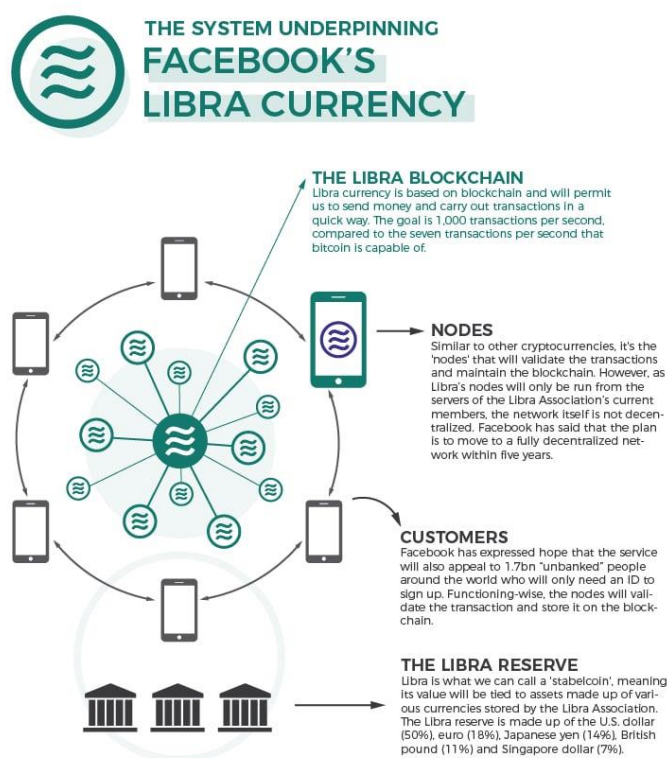 THE SYSTEM UNDERPINNING
FACEBOOK'S
LIBRA CURRENCY
THE LIBRA BLOCKCHAIN
Libra currency is based on blockchain and will permit
us to send money and carry out transactions in a
quick way. The goal is 1,000 transactions per second,
compared to the seven transactions per second that
bitcoin is capable of.
NODES
Similar to other cryptocurrencies, it's the
'nodes' that will validate the transactions
and maintain the blockchain. However, as
Libra's nodes will only be run from the
servers of the Libra Association's current
members, the network itself is not decen-
tralized. Facebook has said that the plan
is to move to a fully decentralized net-
work within five years.
CUSTOMERS
Facebook has expressed hope that the service
will also appeal to 1.7bn "unbanked" people
around the world who will only need an ID to
sign up. Functioning-wise, the nodes will vali-
date the transaction and store it on the block-
chain.
THE LIBRA RESERVE
Libra is what we can call a 'stabelcoin', meaning
its value will be tied to assets made up of vari-
ous currencies stored by the Libra Association.
The Libra reserve is made up of the U.S. dollar
(50%), euro (18%), Japanese yen (14%), British
pound (11%) and Singapore dollar (7%).